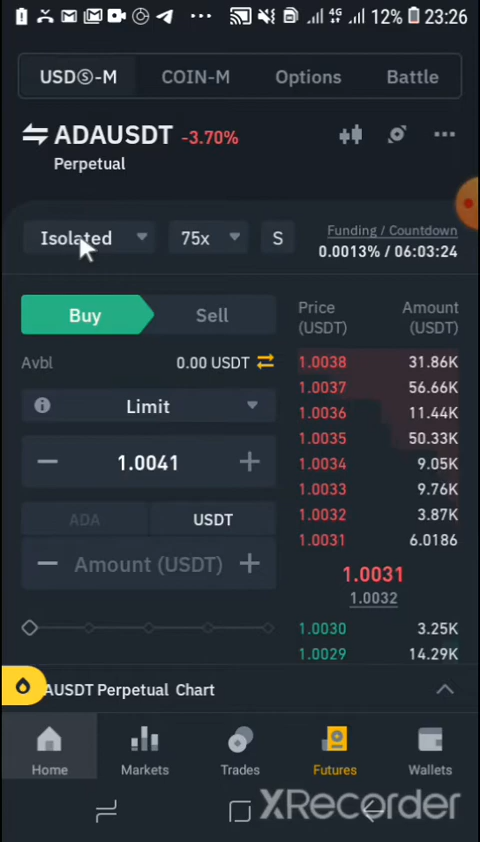 4G 12% 23:26
USDⓈ-M COIN-M Options Battle
ADAUSDT -3.70%
Perpetual
Isolated 75x S
Funding / Countdown
0.0013% / 06:03:24
Buy Sell
Price (USDT) Amount (USDT)
Avbl 0.00 USDT
Limit
1.0041
ADA USDT
Amount (USDT)
1.0038 31.86K
1.0037 56.66K
1.0036 11.44K
1.0035 50.33K
1.0034 9.05K
1.0033 9.76K
1.0032 3.87K
1.0031 6.0186
1.0031
1.0032
1.0030 3.25K
1.0029 14.29K
AUSDT Perpetual Chart
Home Markets Trades Futures Wallets
XRecorder